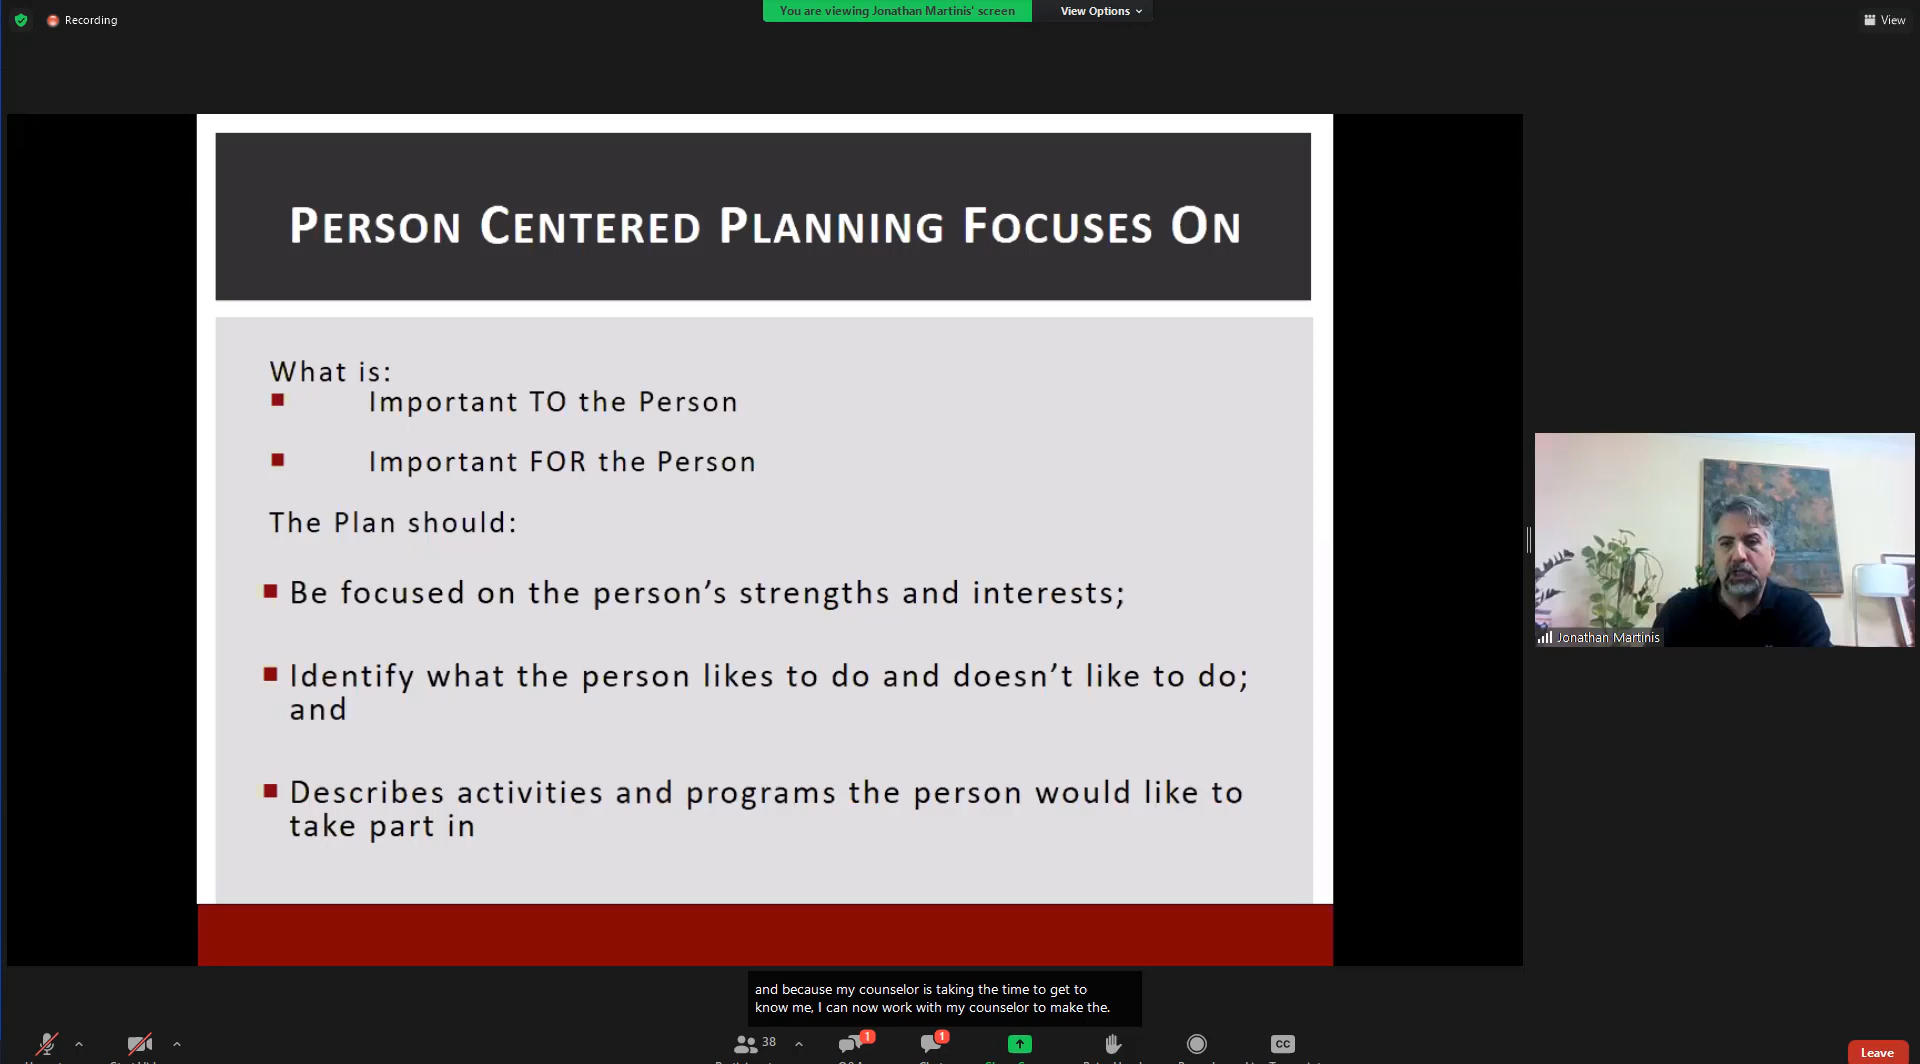 Recording
You are viewing Jonathan Martinis' screen
View Options
View
PERSON CENTERED PLANNING FOCUSES ON
What is:
Important TO the Person
Important FOR the Person
The Plan should:
Be focused on the person's strengths and interests;
Identify what the person likes to do and doesn't like to do;
and
Describes activities and programs the person would like to
take part in
Jonathan Martinis
and because my counselor is taking the time to get to
know me, I can now work with my counselor to make the.
38
1
1
CC
Leave